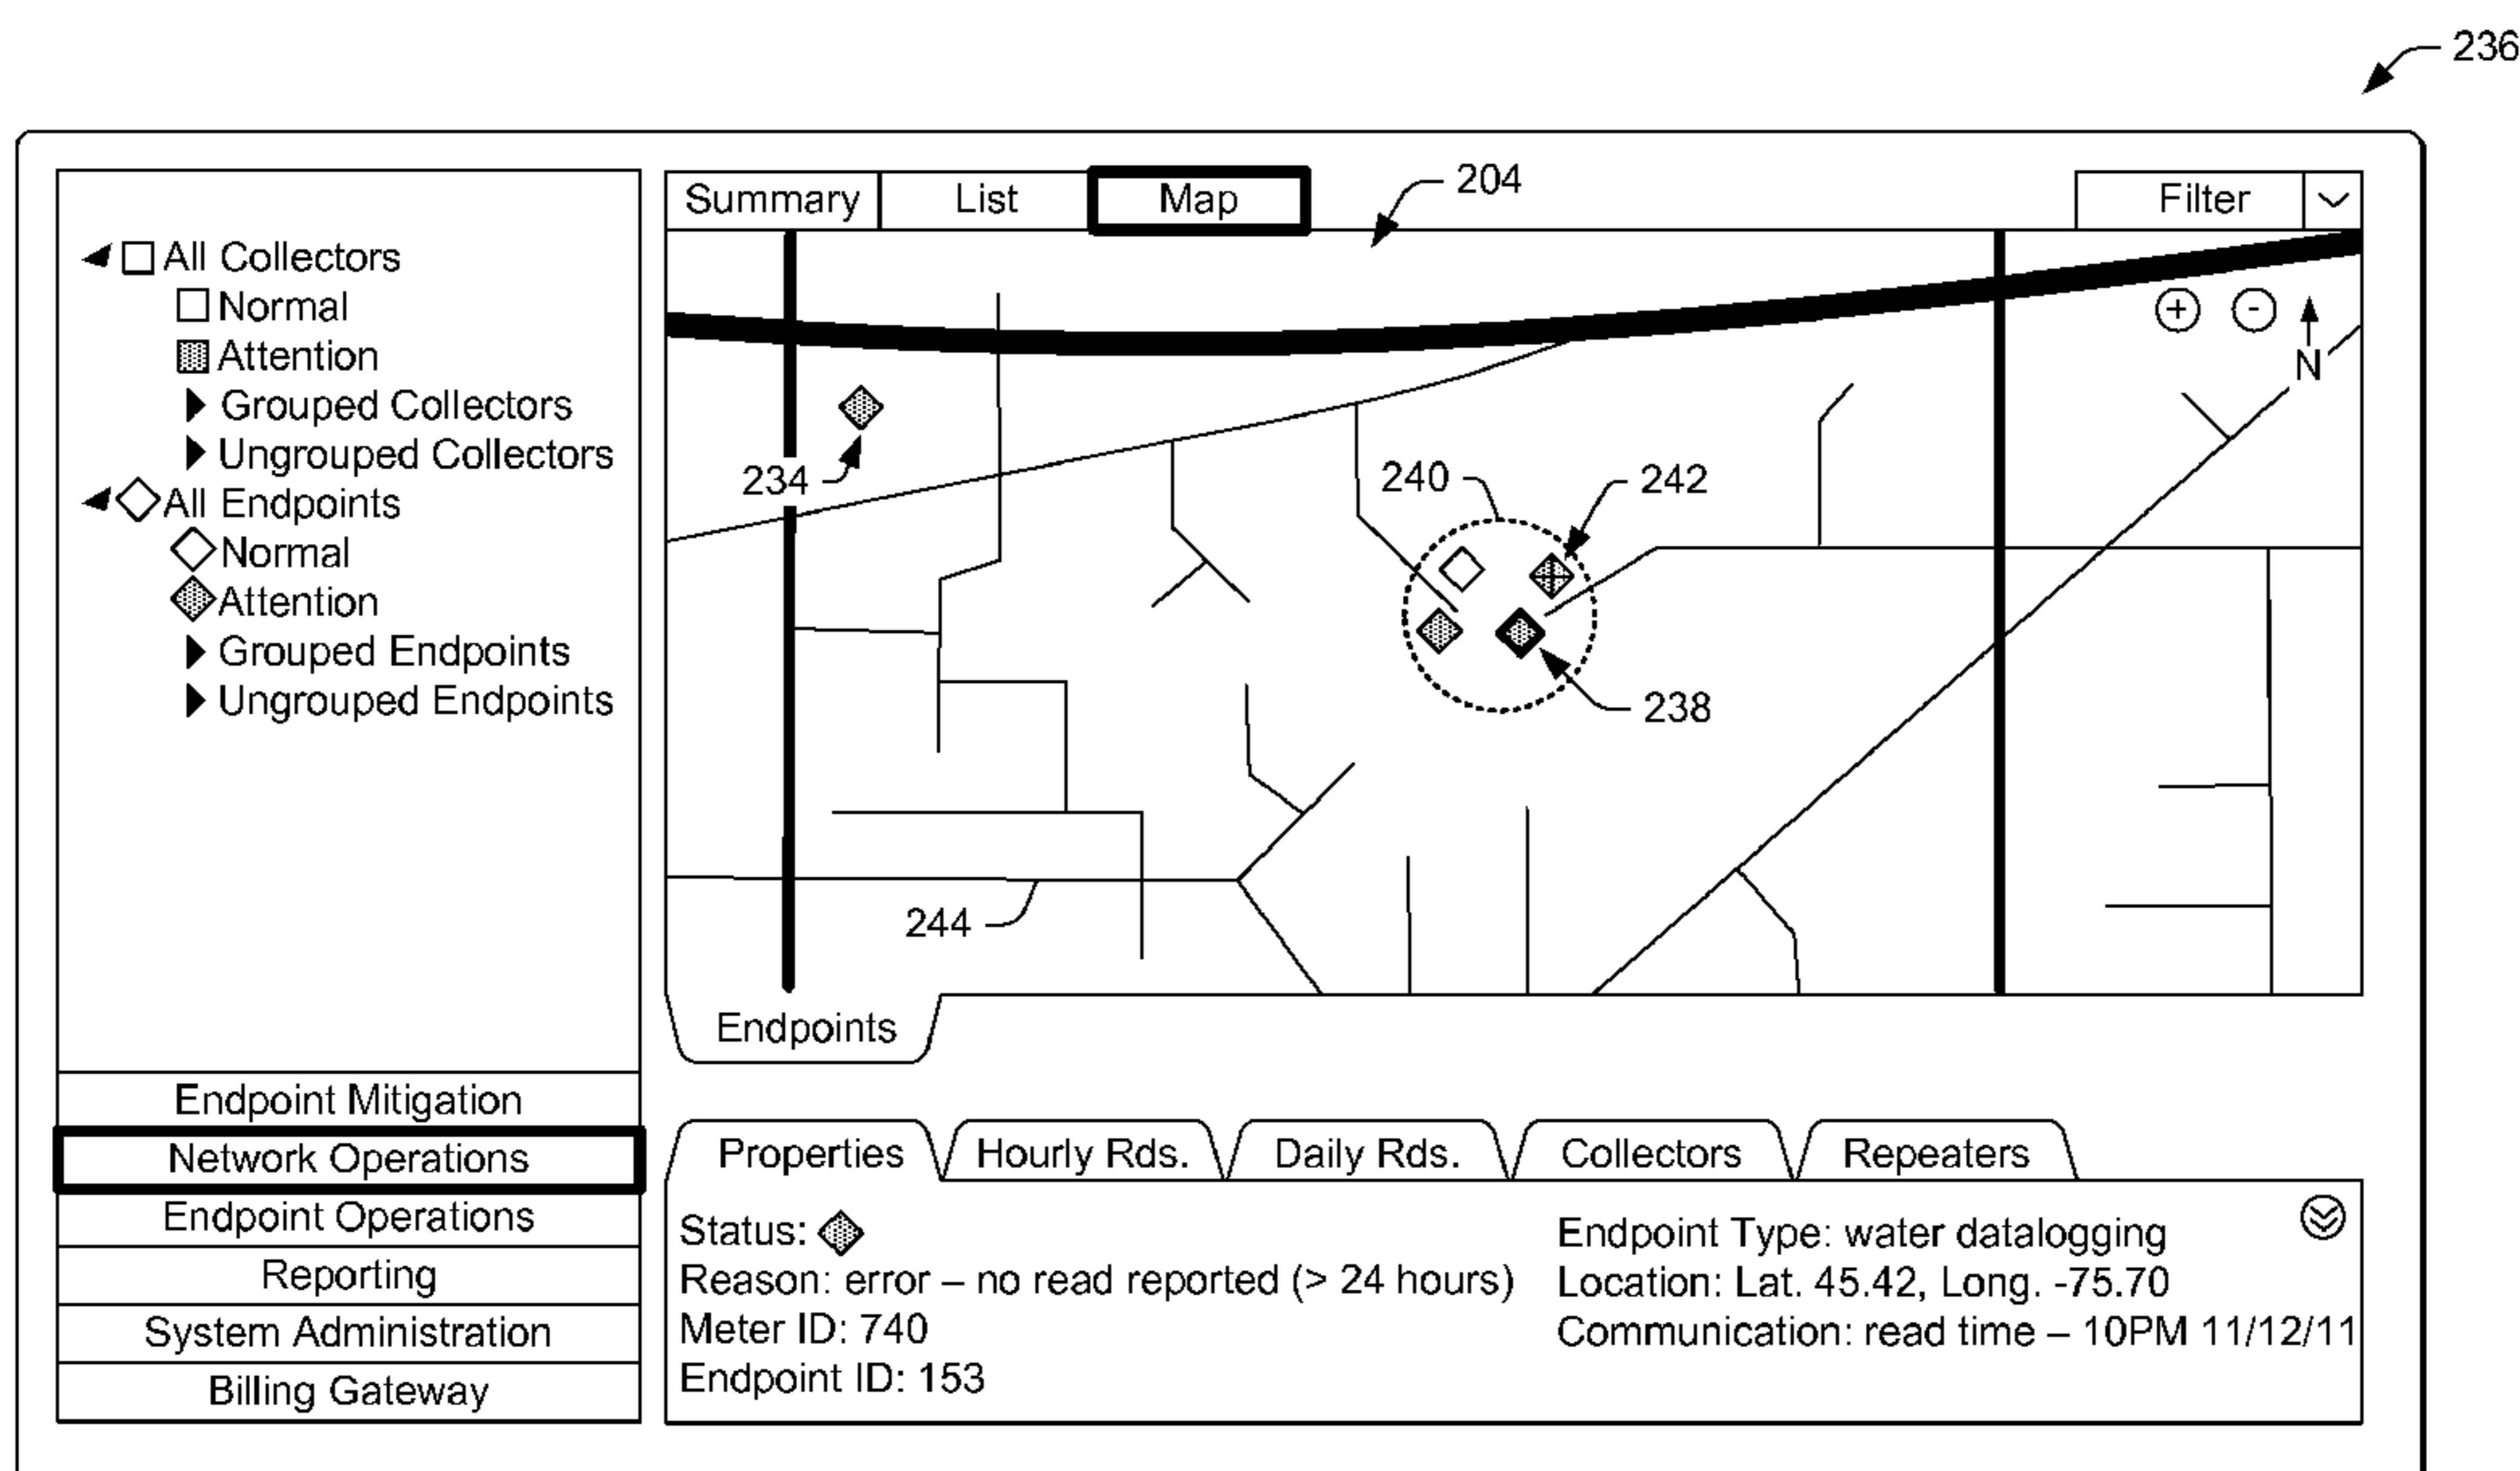 236
Summary
List
Map
204
Filter
All Collectors
Normal
Attention
Grouped Collectors
Ungrouped Collectors
All Endpoints
Normal
Attention
Grouped Endpoints
Ungrouped Endpoints
+
-
N
234
240
242
238
244
Endpoints
Endpoint Mitigation
Network Operations
Endpoint Operations
Reporting
System Administration
Billing Gateway
Properties
Hourly Rds.
Daily Rds.
Collectors
Repeaters
Status:
Reason: error – no read reported (> 24 hours)
Meter ID: 740
Endpoint ID: 153
Endpoint Type: water datalogging
Location: Lat. 45.42, Long. -75.70
Communication: read time – 10PM 11/12/11